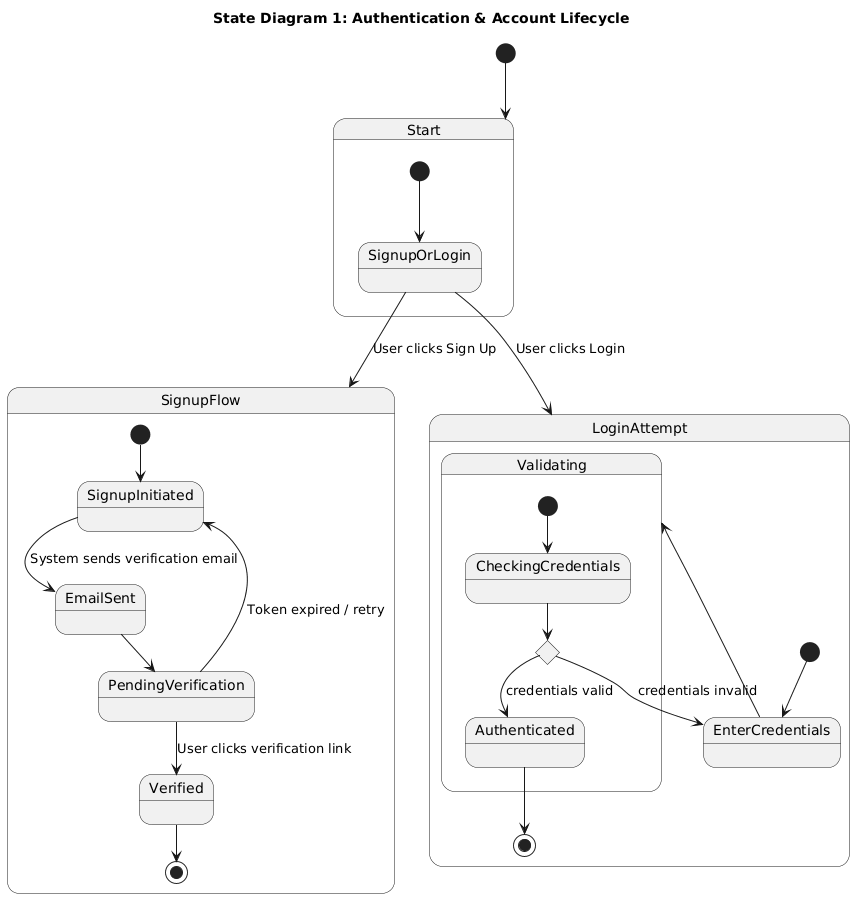 State Diagram 1: Authentication & Account Lifecycle
Start
SignupOrLogin
User clicks Sign Up
User clicks Login
SignupFlow
SignupInitiated
System sends verification email
EmailSent
Token expired / retry
PendingVerification
User clicks verification link
Verified
LoginAttempt
Validating
CheckingCredentials
credentials valid
credentials invalid
Authenticated
EnterCredentials